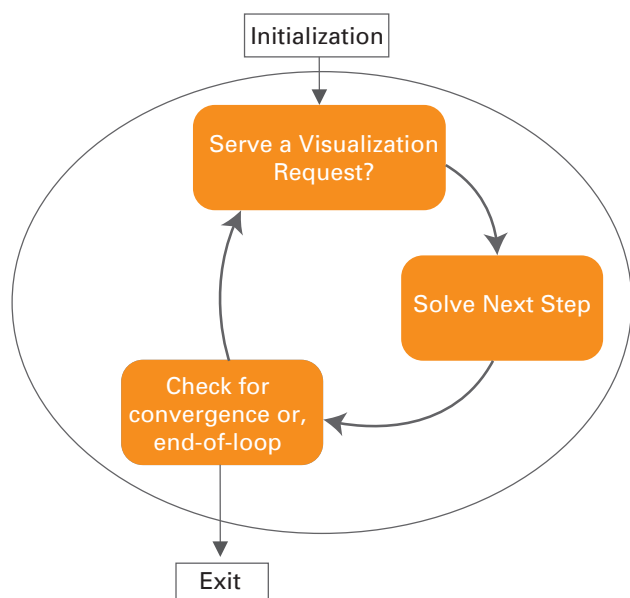 Initialization
Serve a Visualization
Request?
Solve Next Step
Check for
convergence or,
end-of-loop
Exit